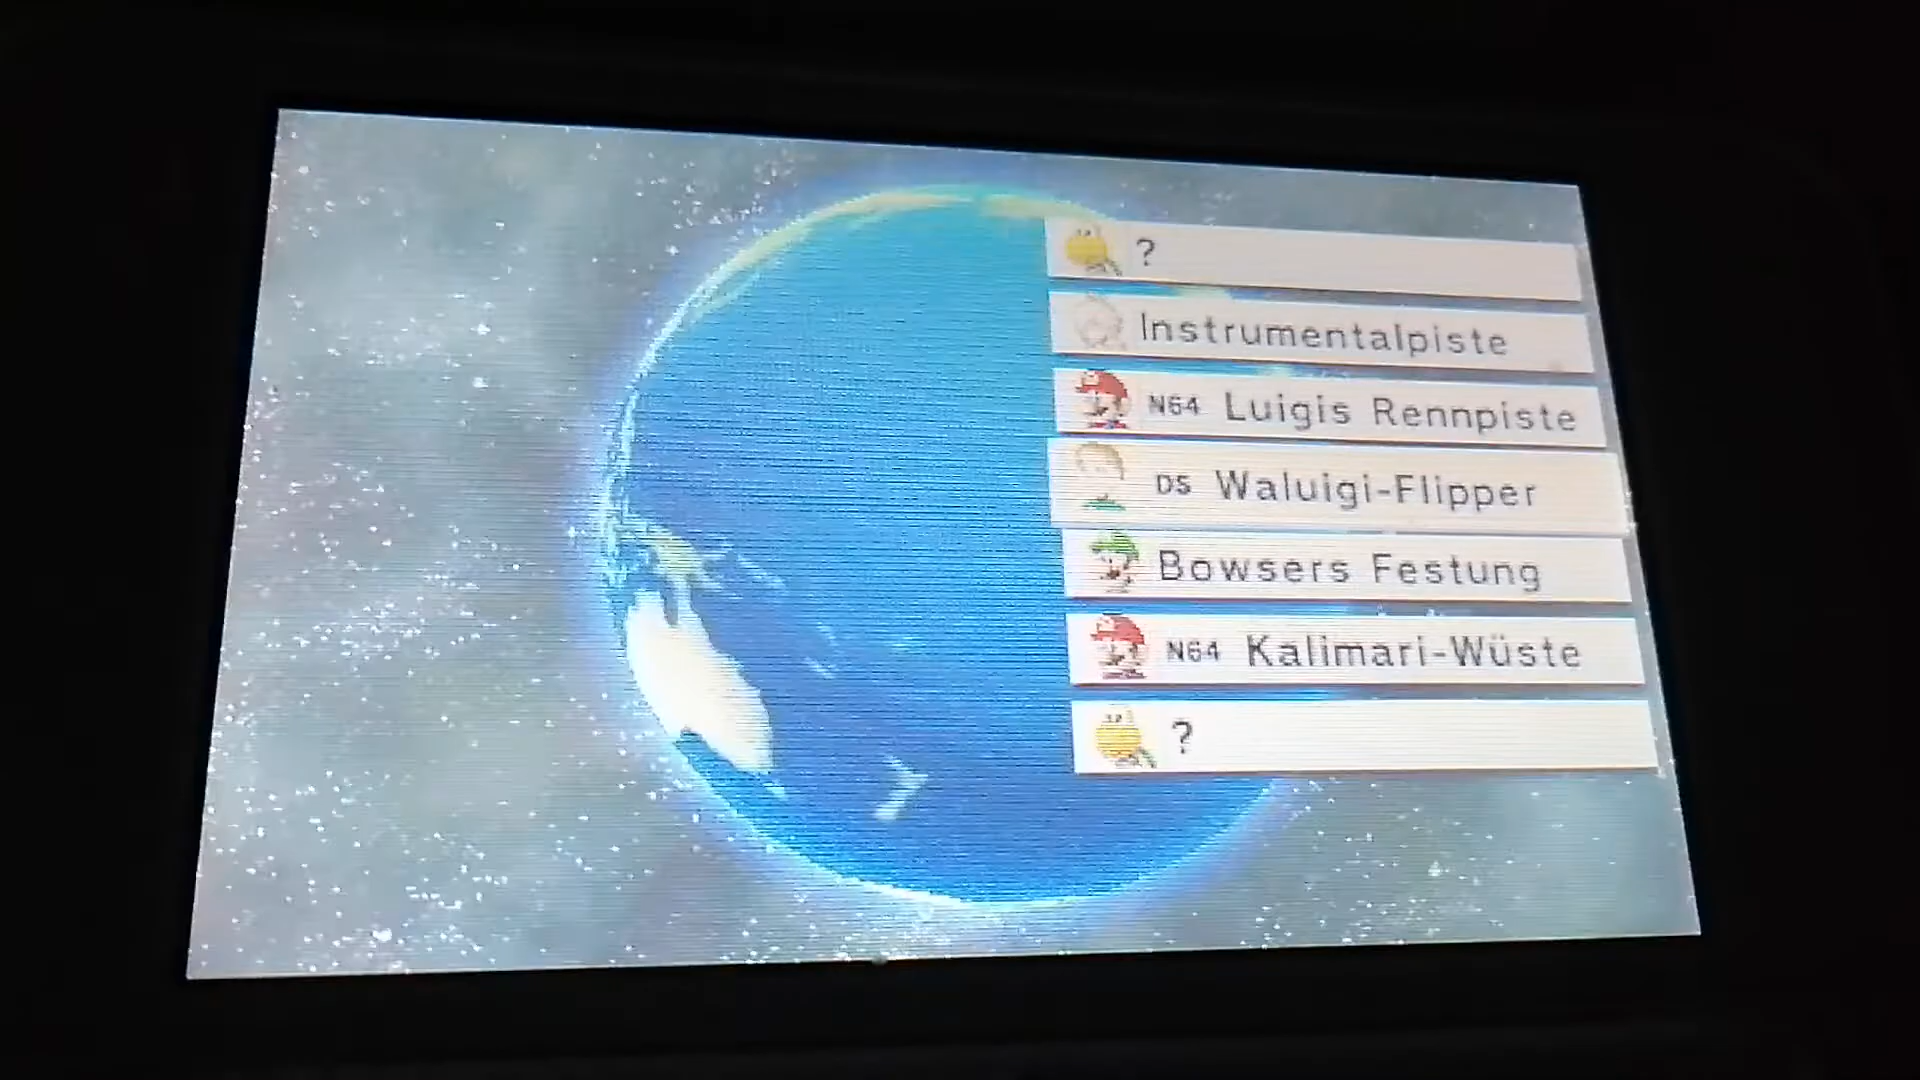 ?
Instrumentalpiste
N64 Luigis Rennpiste
DS Waluigi-Flipper
Bowsers Festung
N64 Kalimari-Wüste
?